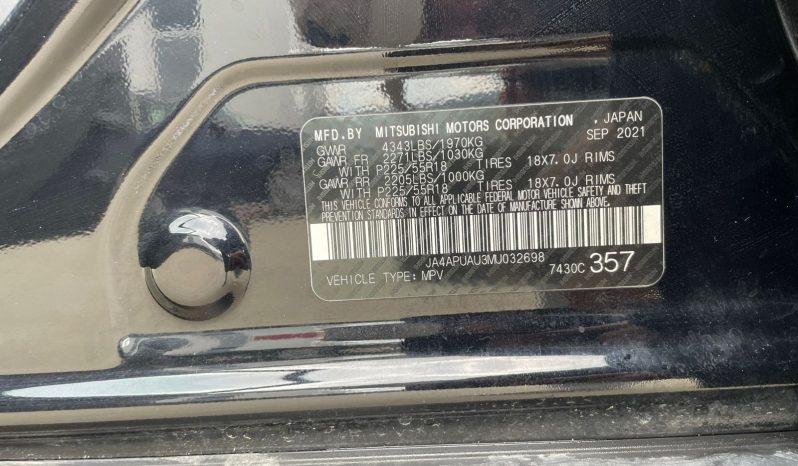 MFD.BY MITSUBISHI MOTORS CORPORATION , JAPAN
GVWR 4343LBS/1970KG SEP 2021
GAWR FR 2271LBS/1030KG
WITH P225/55R18 TIRES 18X7.0J RIMS
GAWR RR 2205LBS/1000KG
WITH P225/55R18 TIRES 18X7.0J RIMS
THIS VEHICLE CONFORMS TO ALL APPLICABLE FEDERAL MOTOR VEHICLE SAFETY AND THEFT
PREVENTION STANDARDS IN EFFECT ON THE DATE OF MANUFACTURE SHOWN ABOVE.
JA4APUAU3MU032698
VEHICLE TYPE: MPV 7430C 357